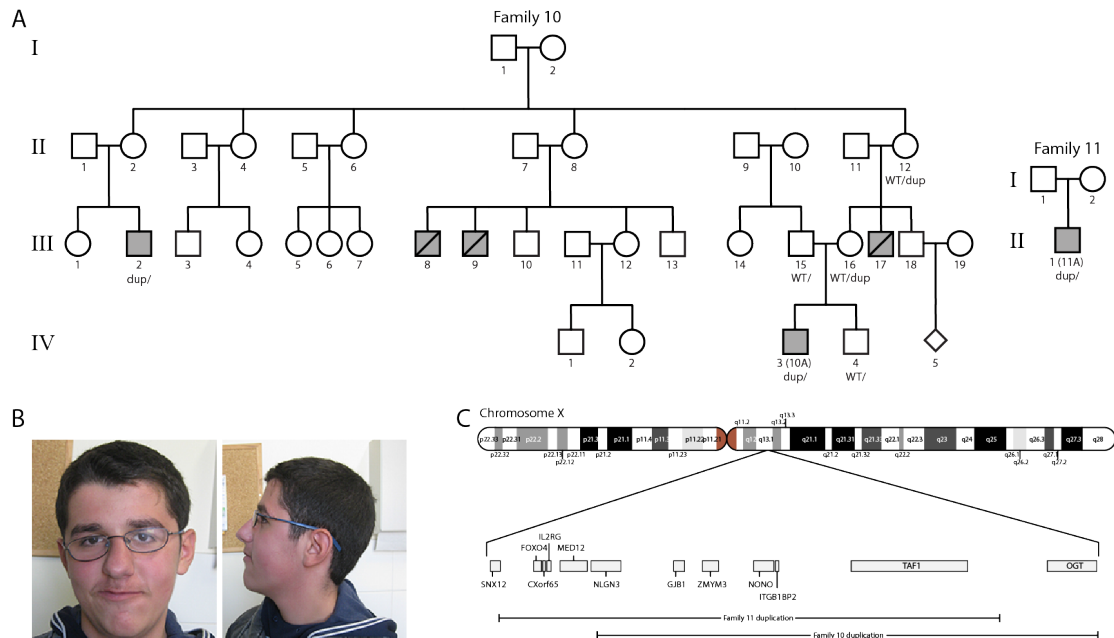 A
Family 10
I
1 2
II
1 2 3 4 5 6 7 8 9 10 11 12
WT/dup
III
1 2 3 4 5 6 7 8 9 10 11 12 13 14 15 16 17 18 19
dup/ WT/ WT/dup
IV
1 2 3 (10A) 4 5
dup/ WT/
Family 11
I
1 2
II
1 (11A)
dup/
B
C
Chromosome X
q13.3
q11.2 q13.2
p22.33 p22.31 p22.2 p21.3 p21.1 p11.4 p11.3 p11.22 p11.21 q12 q13.1 q21.1 q21.31 q21.33 q22.1 q22.3 q23 q24 q25 q26.3 q27.3 q28
p22.32 p22.13 p22.12 p22.11 p21.2 p11.23 q21.2 q21.32 q22.2 q26.1 q26.2 q27.1 q27.2
IL2RG
FOXO4 MED12
TAF1 OGT
SNX12 CXorf65 NLGN3 GJB1 ZMYM3 NONO
ITGB1BP2
Family 11 duplication
Family 10 duplication